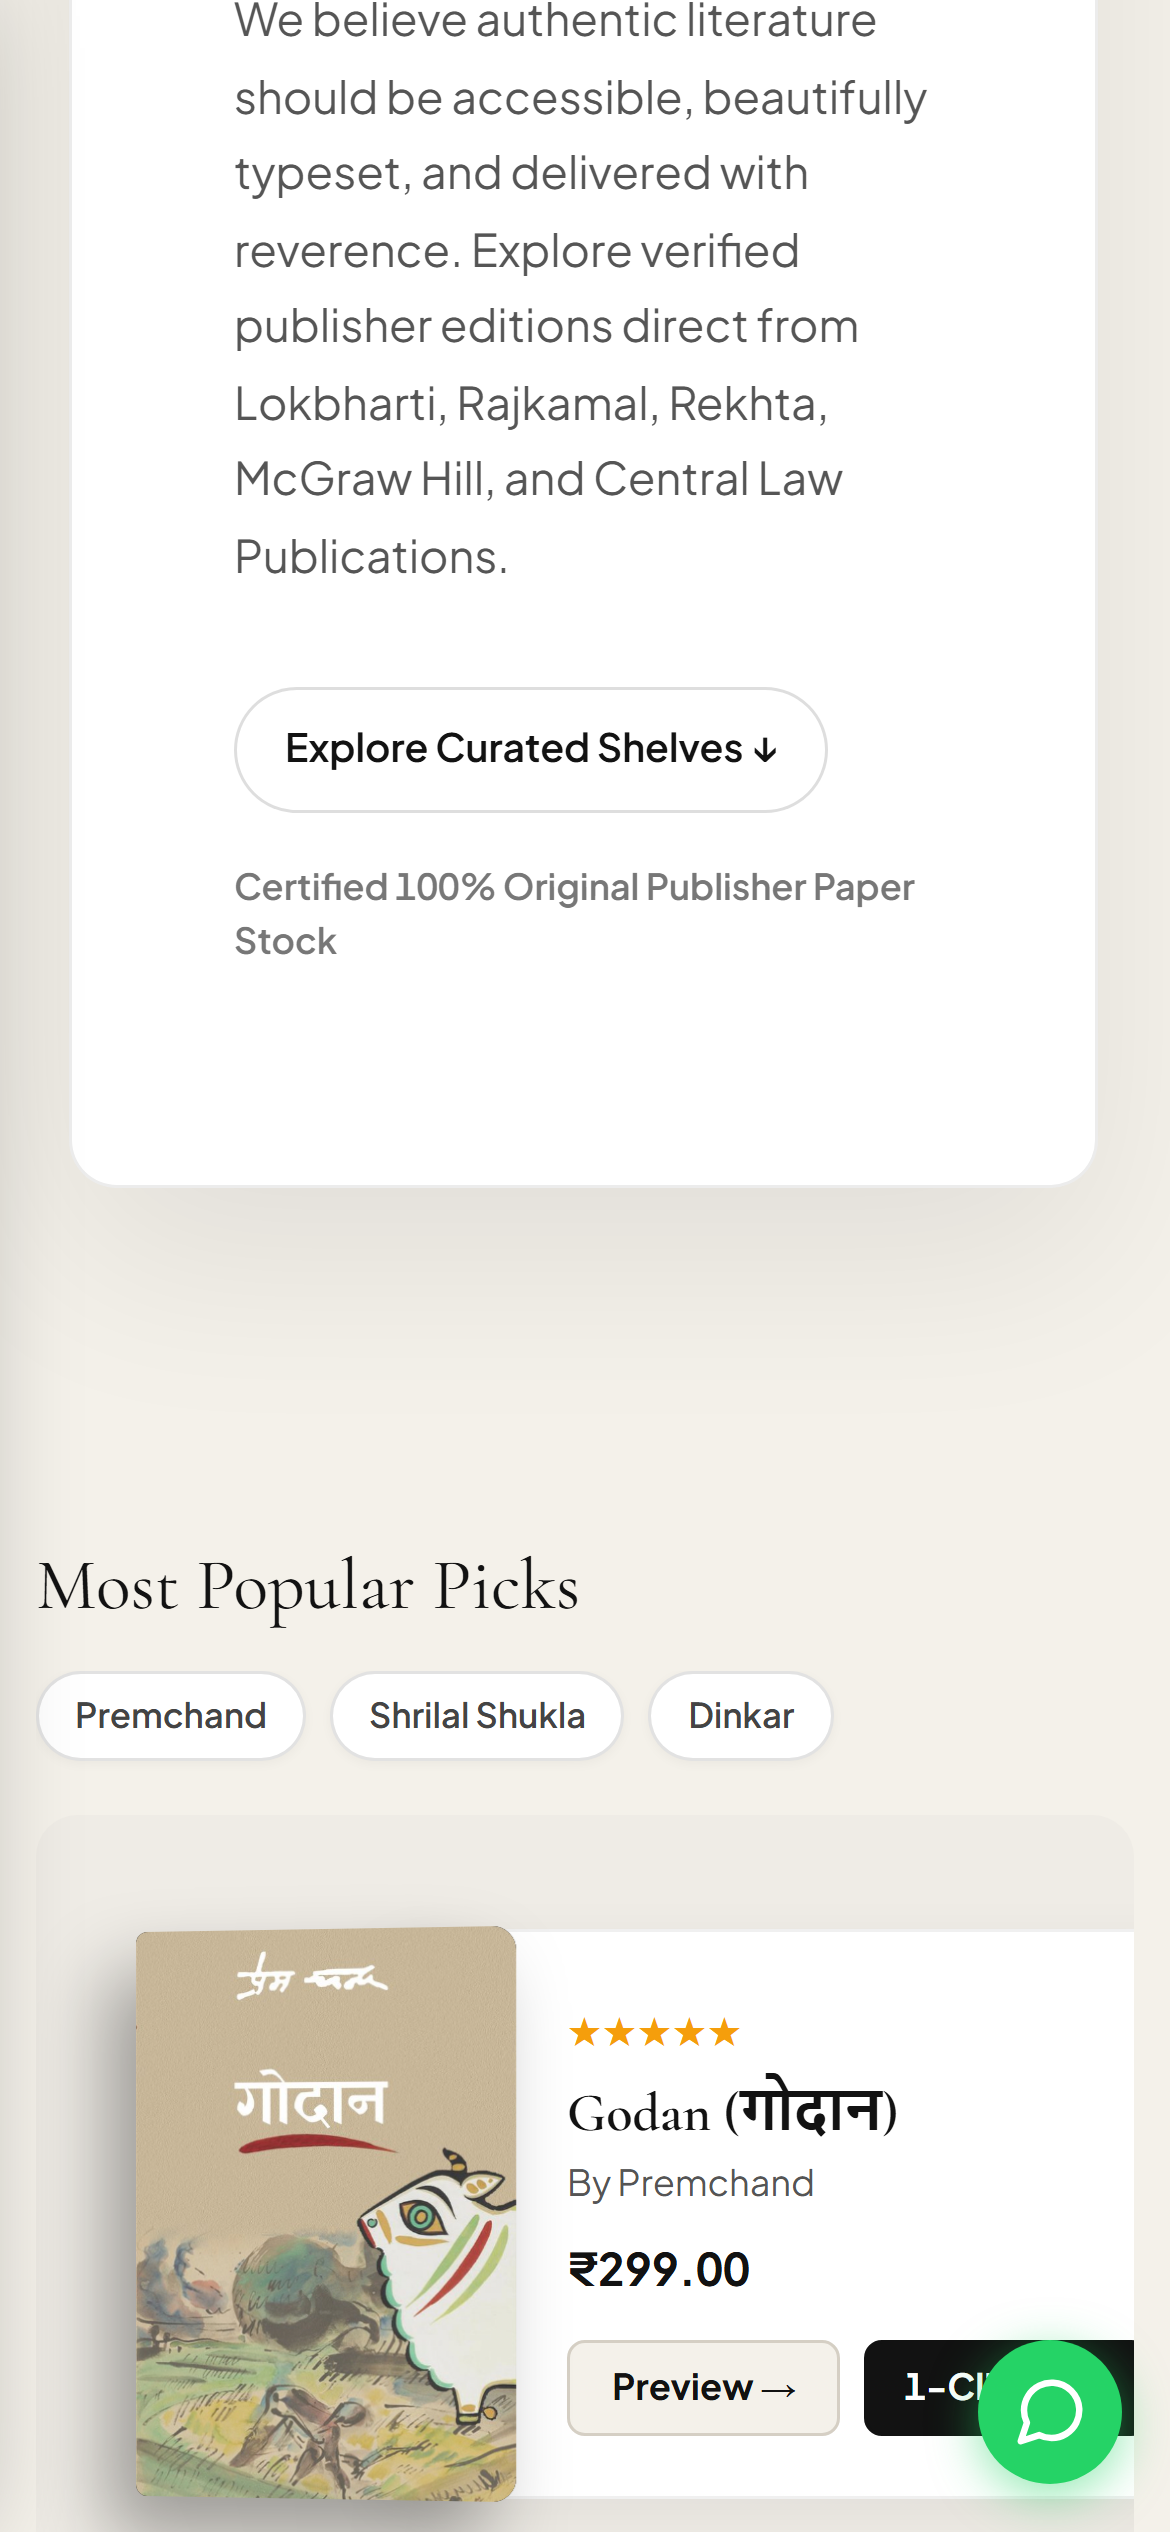 We believe authentic literature
should be accessible, beautifully
typeset, and delivered with
reverence. Explore verified
publisher editions direct from
Lokbharti, Rajkamal, Rekhta,
McGraw Hill, and Central Law
Publications.
Explore Curated Shelves ↓
Certified 100% Original Publisher Paper
Stock
Most Popular Picks
Premchand
Shrilal Shukla
Dinkar
प्रेमचन्द
गोदान
★★★★★
Godan (गोदान)
By Premchand
₹299.00
Preview →